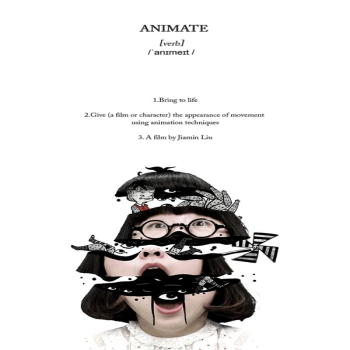 ANIMATE
[verb]
/ˈanɪmeɪt /
1.Bring to life
2.Give (a film or character) the appearance of movement
using animation techniques
3. A film by Jiamin Liu